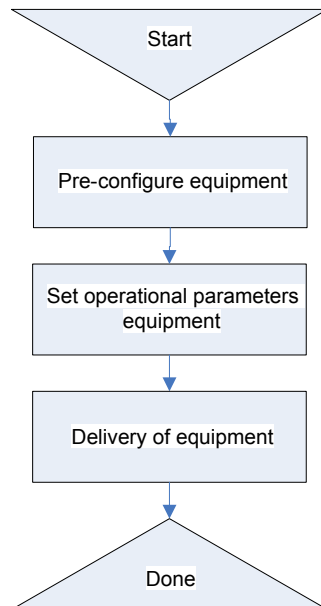 Start
Pre-configure equipment
Set operational parameters
equipment
Delivery of equipment
Done